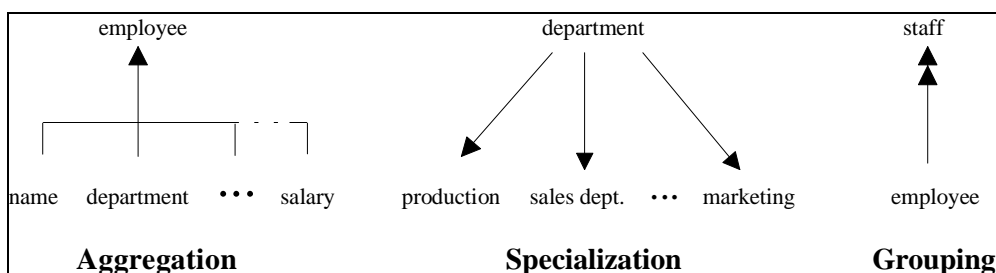 employee department staff
name department ••• salary production sales dept. ••• marketing employee
Aggregation Specialization Grouping